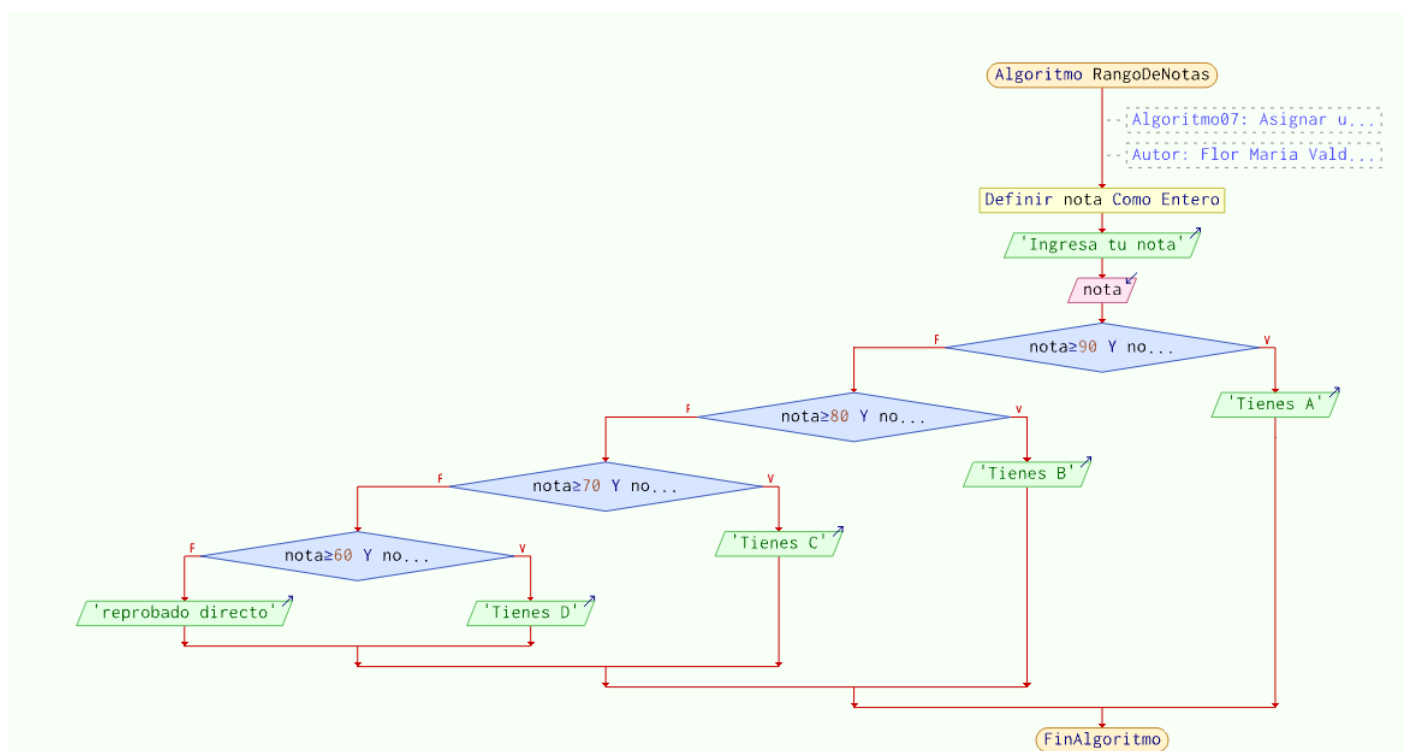 Algoritmo RangoDeNotas
Algoritmo07: Asignar u...
Autor: Flor Maria Vald...
Definir nota Como Entero
'Ingresa tu nota'
nota
F
nota≥90 Y no...
V
'Tienes A'
F
nota≥80 Y no...
V
'Tienes B'
F
nota≥70 Y no...
V
'Tienes C'
F
nota≥60 Y no...
V
'reprobado directo'
'Tienes D'
FinAlgoritmo